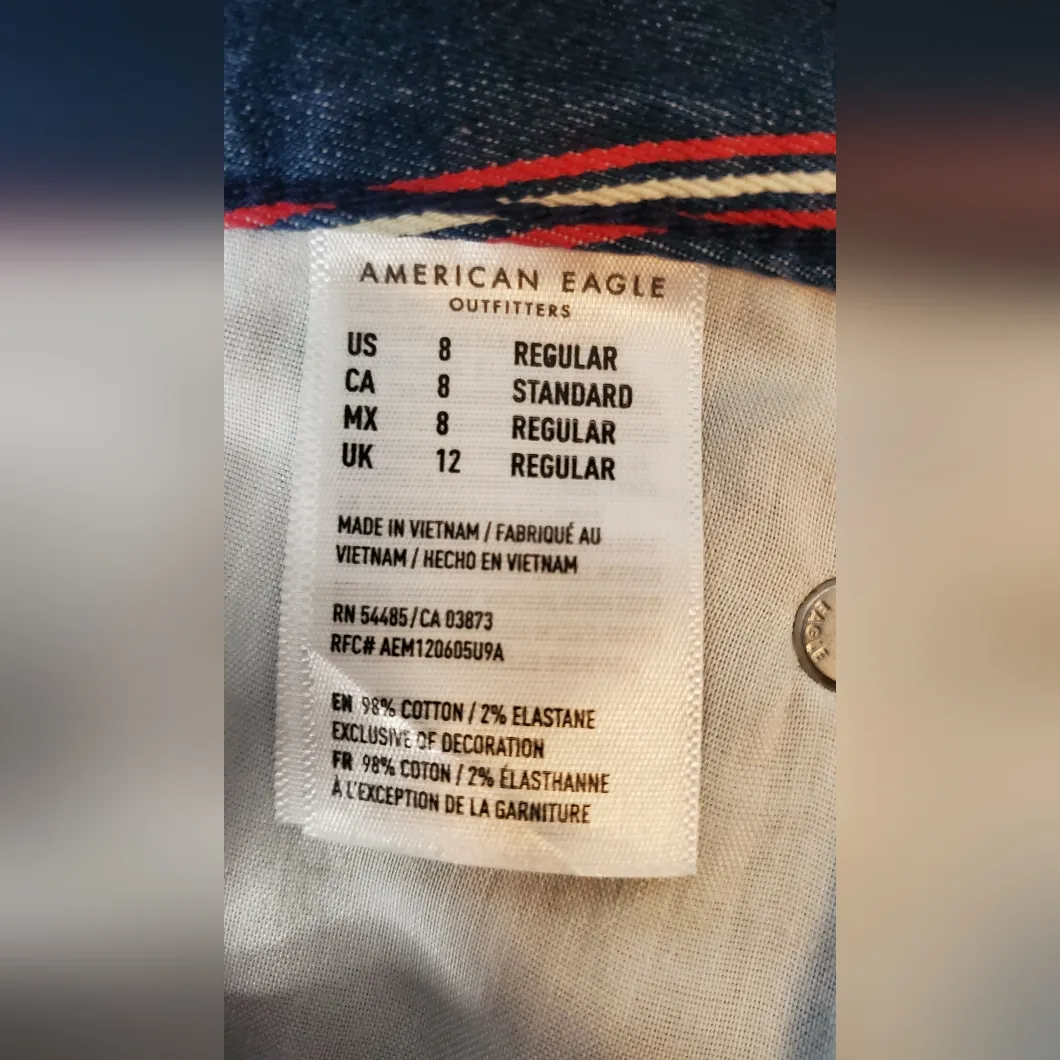 AMERICAN EAGLE
OUTFITTERS
US 8 REGULAR
CA 8 STANDARD
MX 8 REGULAR
UK 12 REGULAR
MADE IN VIETNAM / FABRIQUÉ AU
VIETNAM / HECHO EN VIETNAM
RN 54485/CA 03873
RFC# AEM120605U9A
EN 98% COTTON / 2% ELASTANE
EXCLUSIVE OF DECORATION
FR 98% COTON / 2% ÉLASTHANNE
À L'EXCEPTION DE LA GARNITURE
EAGLE